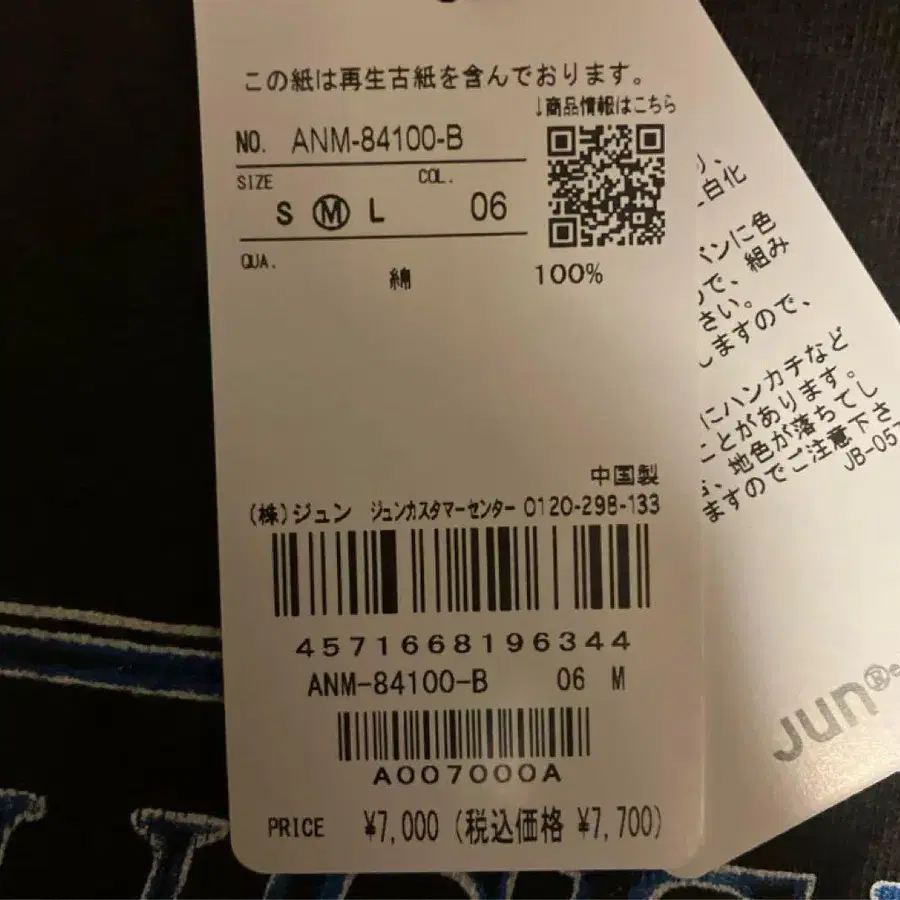 この紙は再生古紙を含んでおります。
↓商品情報はこちら
NO. ANM-84100-B
SIZE COL.
S Ⓜ L 06
QUA.
綿 100%
中国製
(株)ジュン ジュンカスタマーセンター 0120-298-133
4571668196344
ANM-84100-B 06 M
A007000A
PRICE ¥7,000 (税込価格 ¥7,700)
り、
白化
パンに色
で、組み
さい。
しますので、
にハンカチなど
ことがあります。
、地色が落ちてし
ますのでご注意下さ
JB-057
Jun®